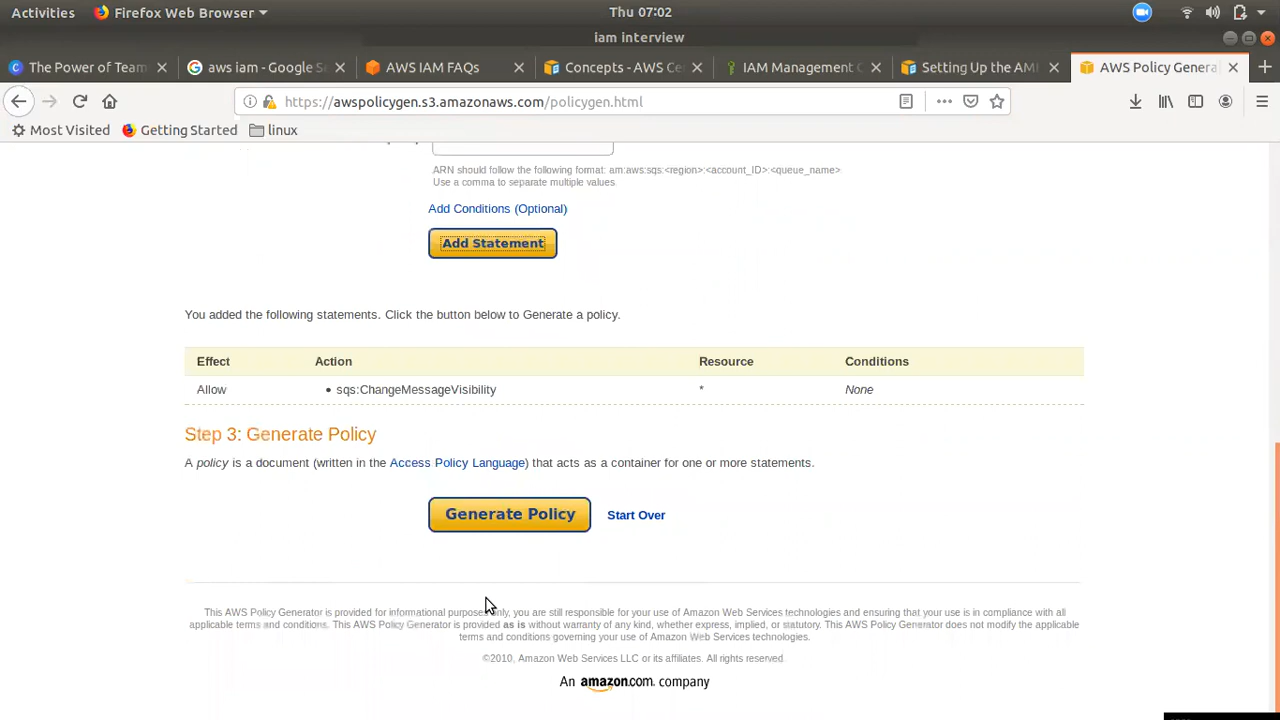 Activities Firefox Web Browser Thu 07:02
iam interview
The Power of Team aws iam - Google Se AWS IAM FAQs Concepts - AWS Ce IAM Management C Setting Up the AM AWS Policy Genera
https://awspolicygen.s3.amazonaws.com/policygen.html
Most Visited Getting Started linux
ARN should follow the following format: arn:aws:sqs:<region>:<account_ID>:<queue_name>.
Use a comma to separate multiple values.
Add Conditions (Optional)
Add Statement
You added the following statements. Click the button below to Generate a policy.
Effect Action Resource Conditions
Allow • sqs:ChangeMessageVisibility * None
Step 3: Generate Policy
A policy is a document (written in the Access Policy Language) that acts as a container for one or more statements.
Generate Policy Start Over
This AWS Policy Generator is provided for informational purposes only, you are still responsible for your use of Amazon Web Services technologies and ensuring that your use is in compliance with all
applicable terms and conditions. This AWS Policy Generator is provided as is without warranty of any kind, whether express, implied, or statutory. This AWS Policy Generator does not modify the applicable
terms and conditions governing your use of Amazon Web Services technologies.
©2010, Amazon Web Services LLC or its affiliates. All rights reserved.
An amazon.com company